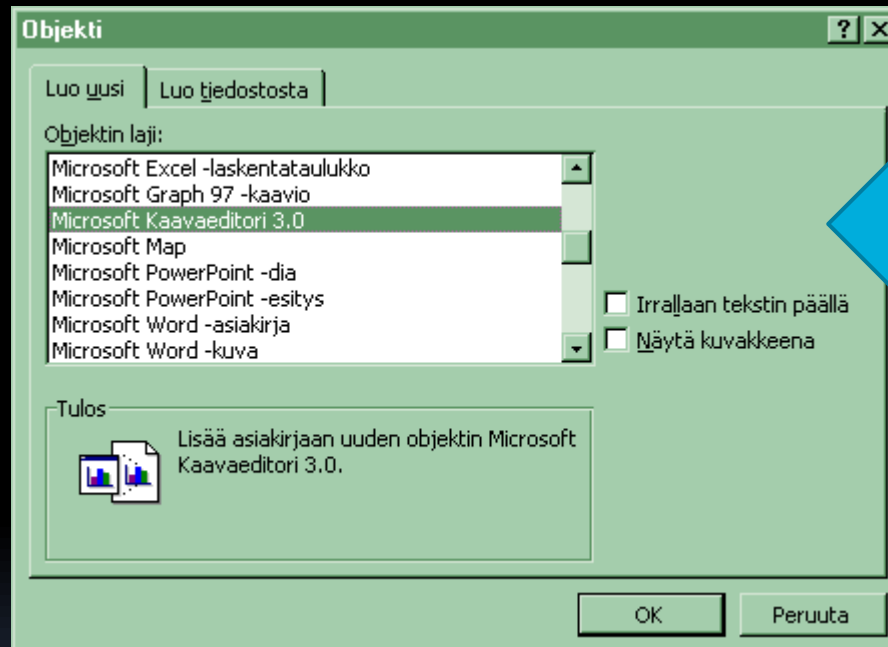 Objekti
Luo uusi
Luo tiedostosta
Objektin laji:
Microsoft Excel -laskentataulukko
Microsoft Graph 97 -kaavio
Microsoft Kaavaeditori 3.0
Microsoft Map
Microsoft PowerPoint -dia
Microsoft PowerPoint -esitys
Microsoft Word -asiakirja
Microsoft Word -kuva
Irrallaan tekstin päällä
Näytä kuvakkeena
Tulos
Lisää asiakirjaan uuden objektin Microsoft
Kaavaeditori 3.0.
OK
Peruuta